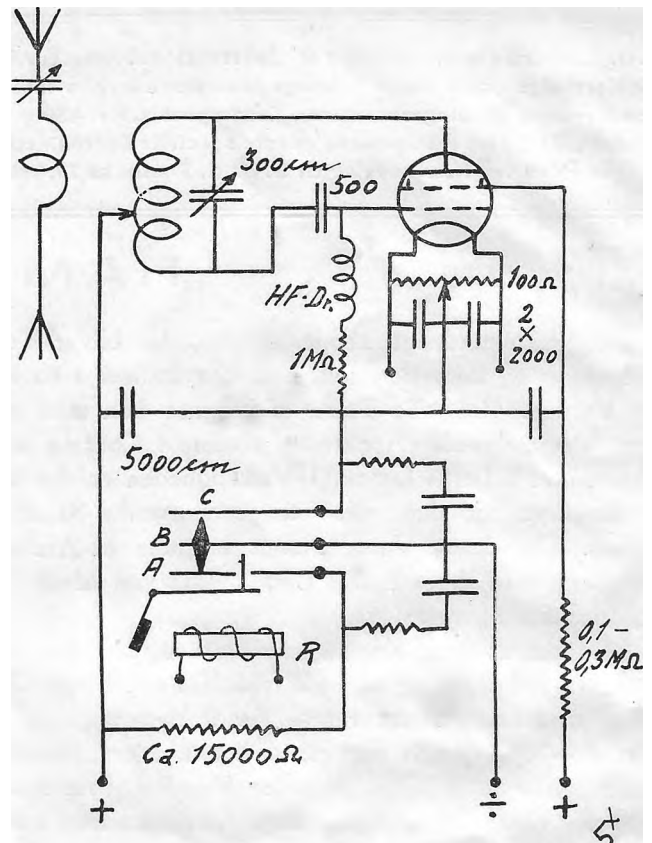 300cm
500
HF-Dr.
100Ω
2
×
2000
1MΩ
5000cm
C
B
A
R
0,1 -
0,3MΩ
Ca. 15000Ω
+
÷
+